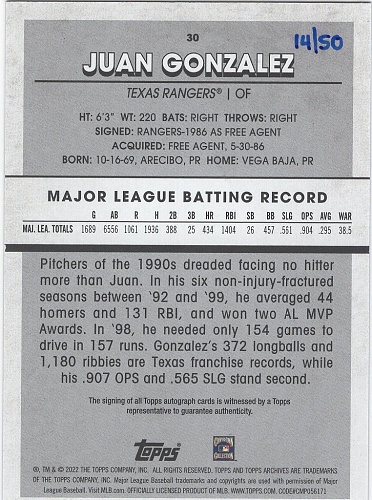 30
14/50
JUAN GONZALEZ
TEXAS RANGERS® | OF
HT: 6'3" WT: 220 BATS: RIGHT THROWS: RIGHT
SIGNED: RANGERS-1986 AS FREE AGENT
ACQUIRED: FREE AGENT, 5-30-86
BORN: 10-16-69, ARECIBO, PR HOME: VEGA BAJA, PR
MAJOR LEAGUE BATTING RECORD
G AB R H 2B 3B HR RBI SB BB SLG OPS AVG WAR
MAJ. LEA. TOTALS 1689 6556 1061 1936 388 25 434 1404 26 457 .561 .904 .295 38.5
Pitchers of the 1990s dreaded facing no hitter
more than Juan. In his six non-injury-fractured
seasons between '92 and '99, he averaged 44
homers and 131 RBI, and won two AL MVP
Awards. In '98, he needed only 154 games to
drive in 157 runs. Gonzalez's 372 longballs and
1,180 ribbies are Texas franchise records, while
his .907 OPS and .565 SLG stand second.
The signing of all Topps autograph cards is witnessed by a Topps
representative to guarantee authenticity.
topps
®, TM & © 2022 THE TOPPS COMPANY, INC. ALL RIGHTS RESERVED. TOPPS AND TOPPS ARCHIVES ARE TRADEMARKS
OF THE TOPPS COMPANY, INC. Major League Baseball trademarks and copyrights are used with permission of Major
League Baseball. Visit MLB.com. OFFICIALLY LICENSED PRODUCT OF MLB. WWW.TOPPS.COM. CODE#CMP056171